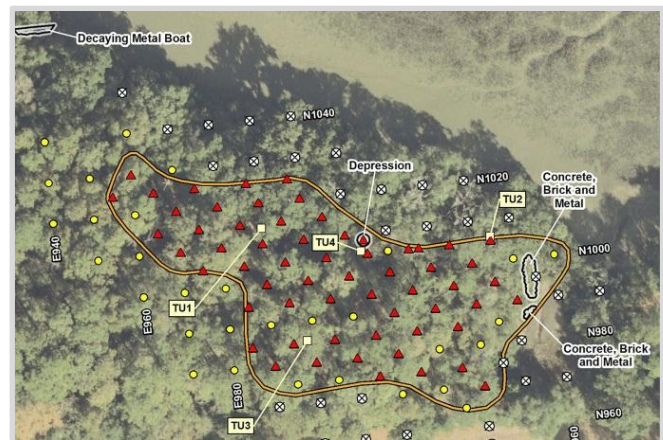 Decaying Metal Boat
N1040
Depression
N1020
Concrete,
Brick and
Metal
TU2
TU4
N1000
E940
TU1
E960
N980
Concrete, Brick
and Metal
E980
N960
TU3